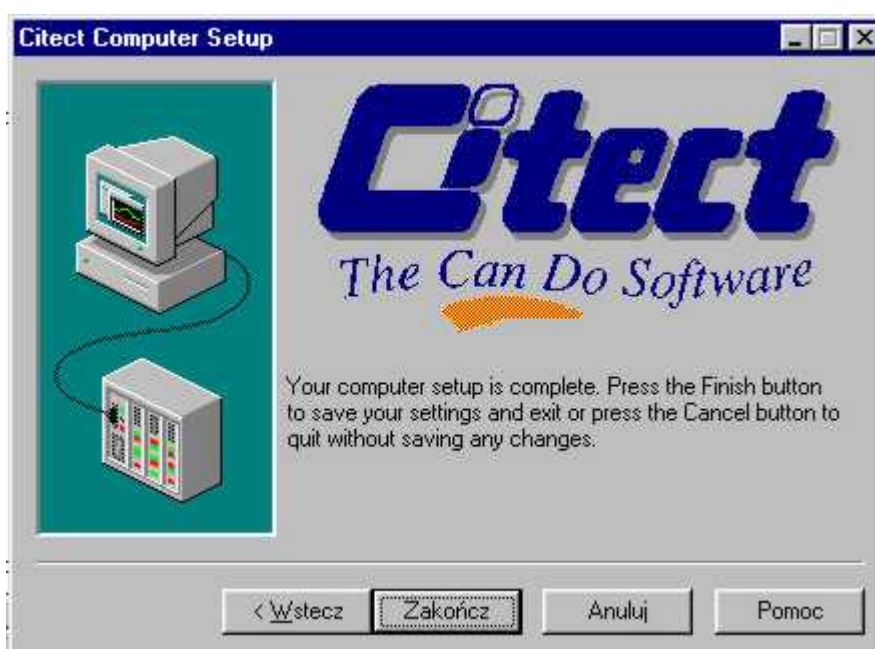 Citect Computer Setup
Citect
The Can Do Software
Your computer setup is complete. Press the Finish button
to save your settings and exit or press the Cancel button to
quit without saving any changes.
< Wstecz Zakończ Anuluj Pomoc